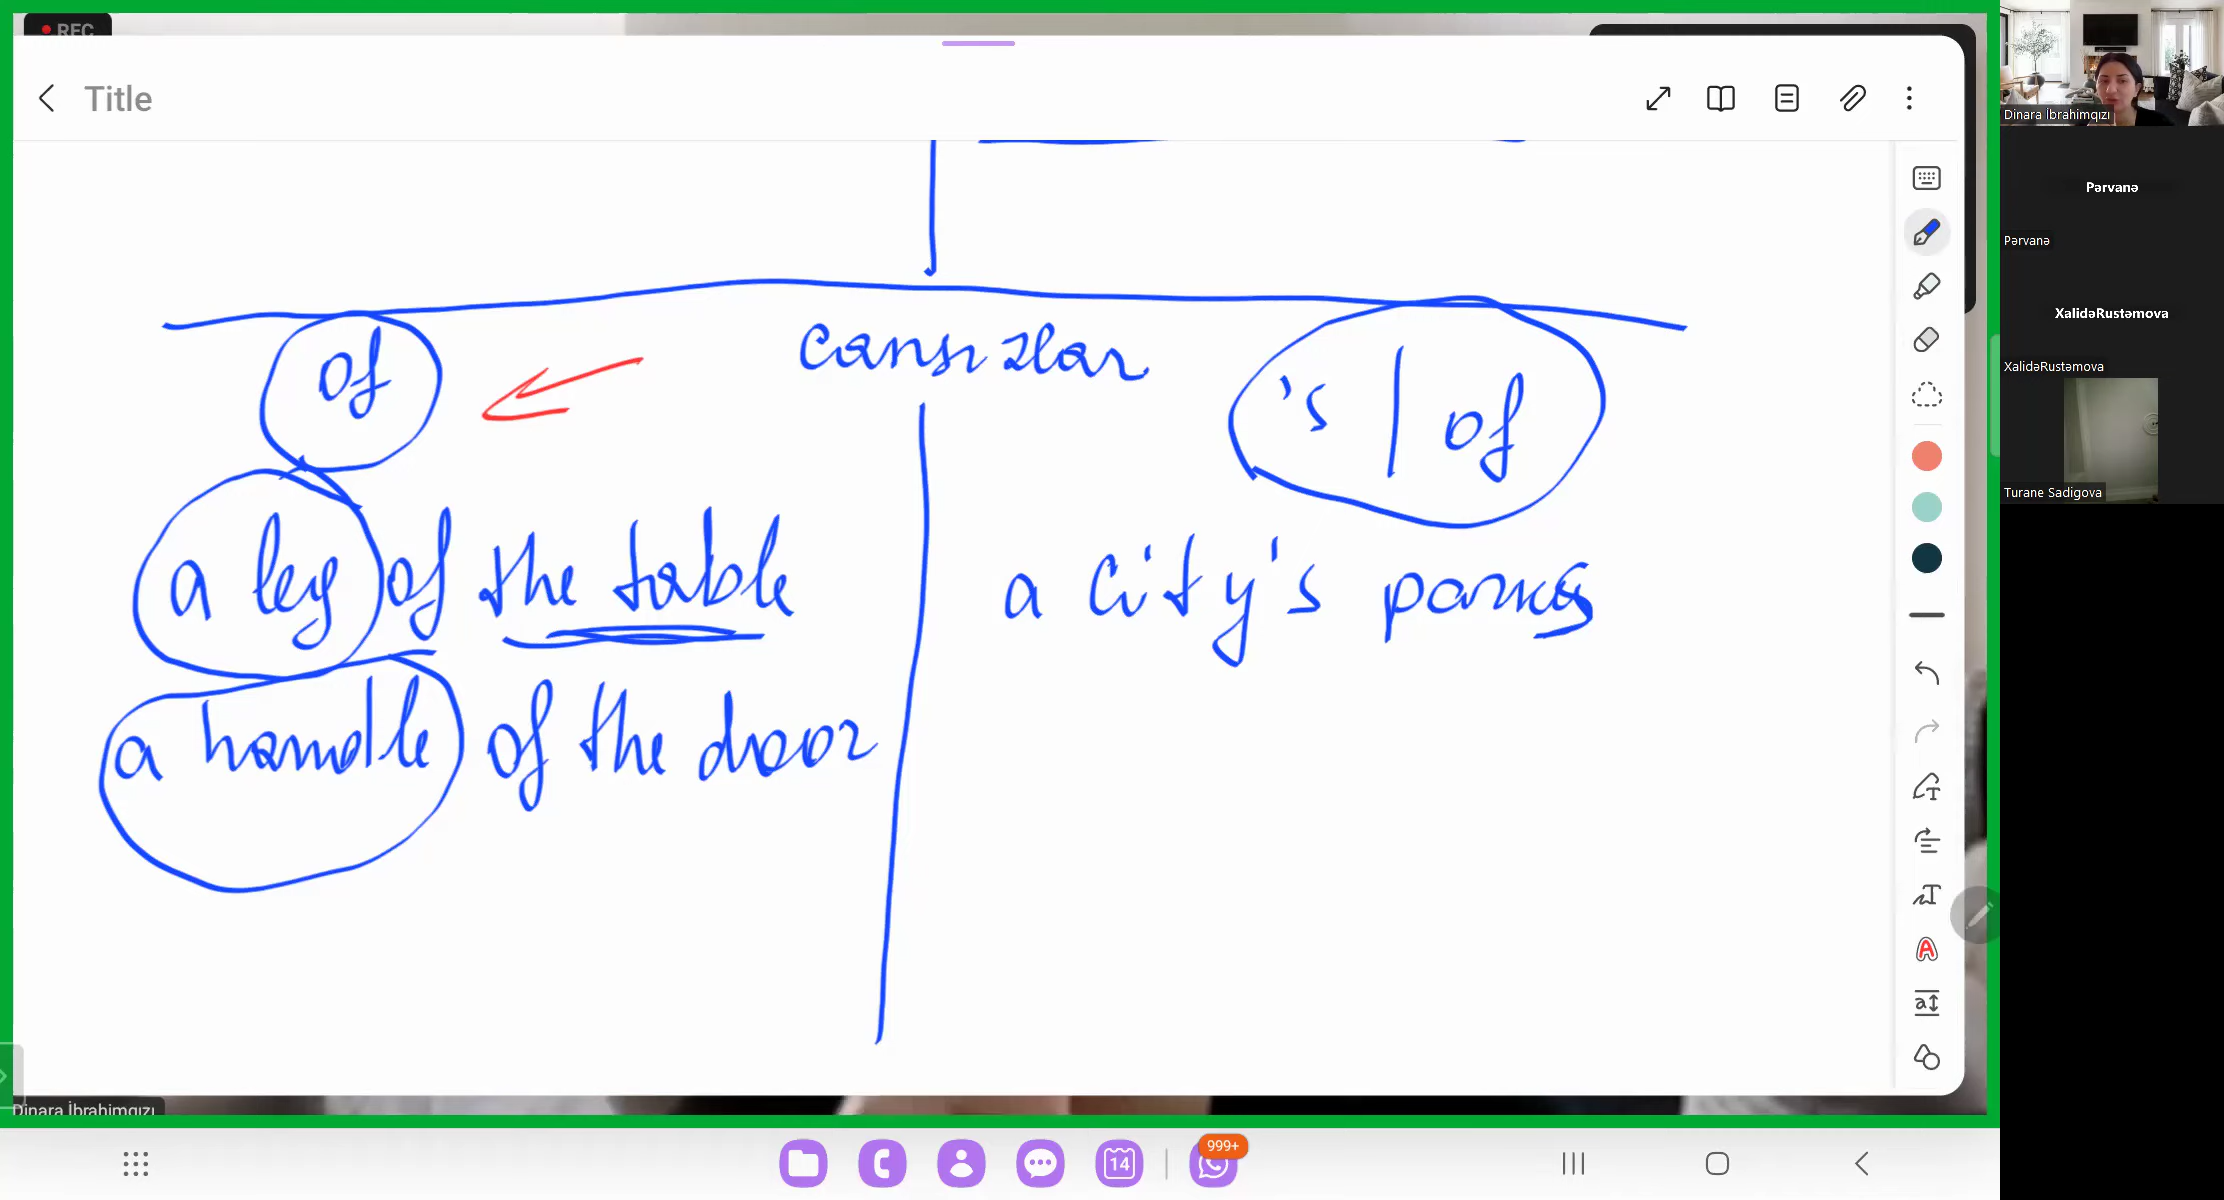 REC
Title
of
cansızlar
's | of
a leg of the table
a city's parks
a handle of the door
Dinara İbrahimqızı
Dinara İbrahimqızı
Pərvanə
Pərvanə
XalidəRustəmova
XalidəRustəmova
Turane Sadigova
T
T
A
a
14
999+